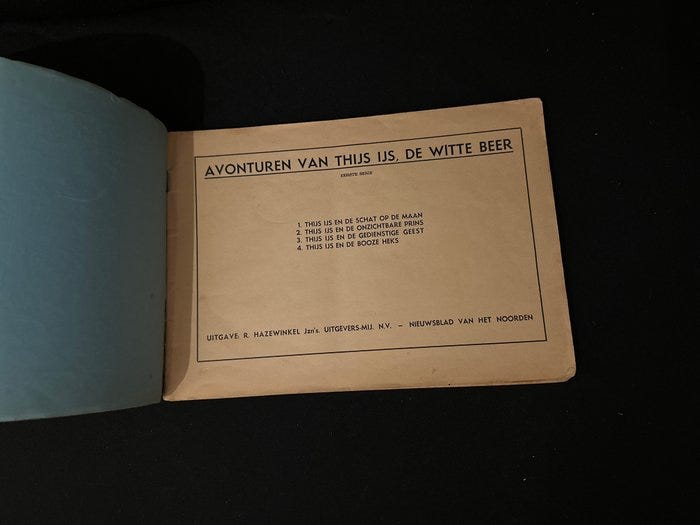 AVONTUREN VAN THIJS IJS, DE WITTE BEER
EERSTE SERIE
1. THIJS IJS EN DE SCHAT OP DE MAAN
2. THIJS IJS EN DE ONZICHTBARE PRINS
3. THIJS IJS EN DE GEDIENSTIGE GEEST
4. THIJS IJS EN DE BOOZE HEKS
UITGAVE: R. HAZEWINKEL Jzn's. UITGEVERS-MIJ. N.V. – NIEUWSBLAD VAN HET NOORDEN